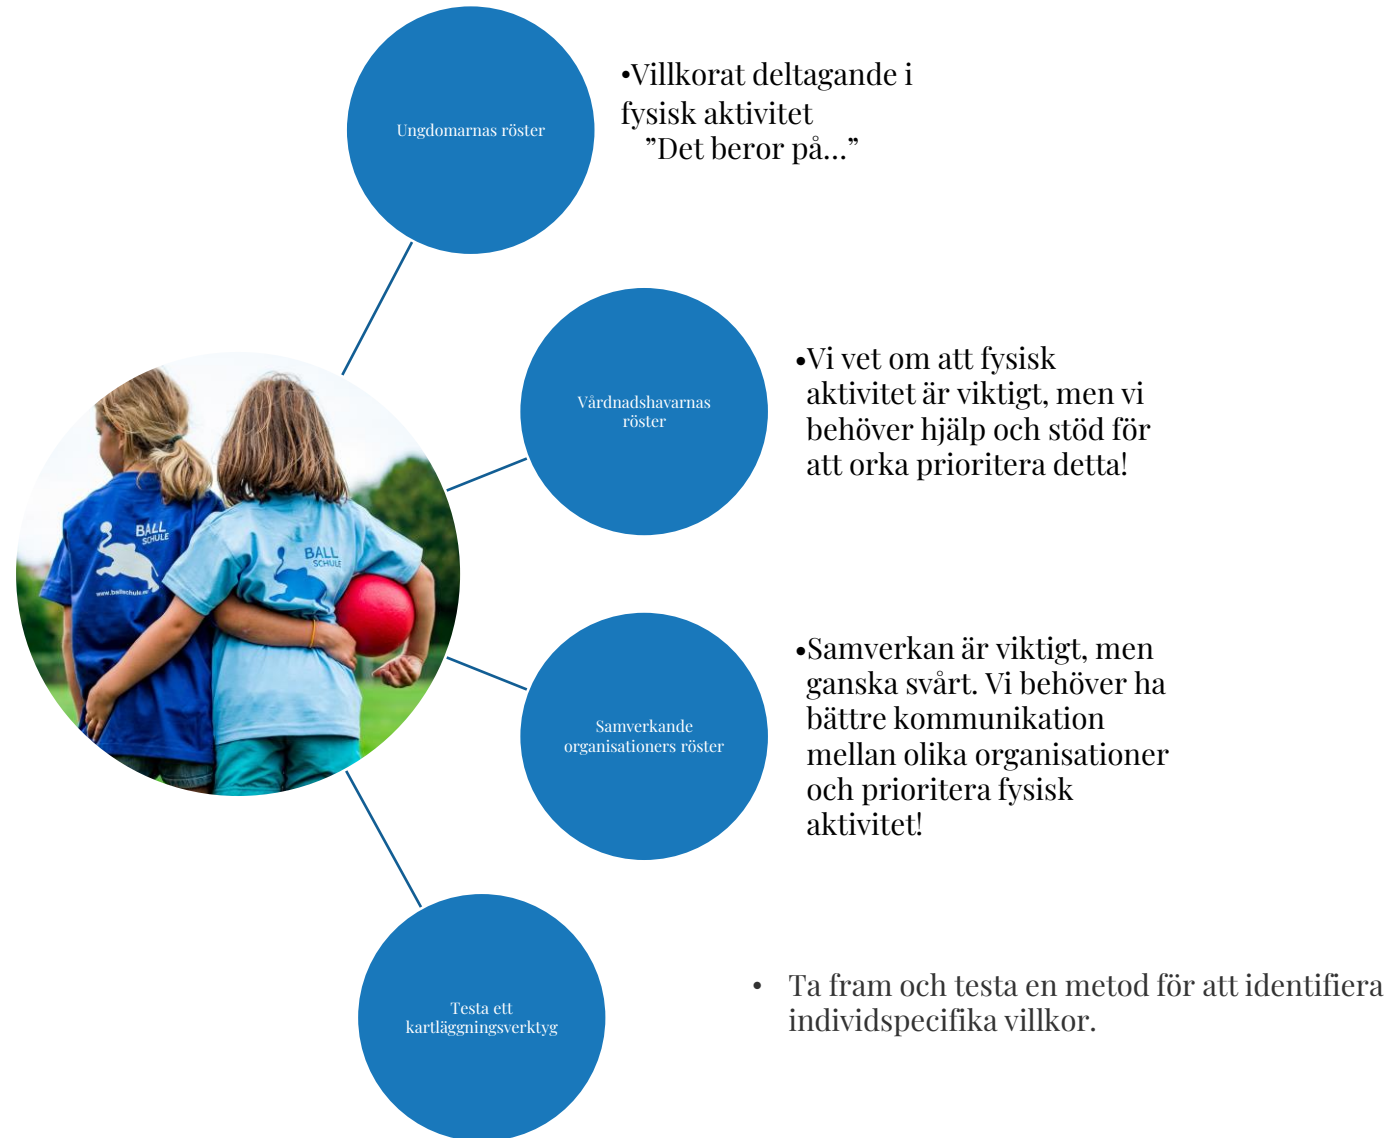 Ungdomarnas röster
•Villkorat deltagande i
fysisk aktivitet
”Det beror på…”
Vårdnadshavarnas
röster
•Vi vet om att fysisk
aktivitet är viktigt, men vi
behöver hjälp och stöd för
att orka prioritera detta!
BALL
SCHULE
BALL
SCHULE
Samverkande
organisationers röster
•Samverkan är viktigt, men
ganska svårt. Vi behöver ha
bättre kommunikation
mellan olika organisationer
och prioritera fysisk
aktivitet!
Testa ett
kartläggningsverktyg
• Ta fram och testa en metod för att identifiera
individspecifika villkor.